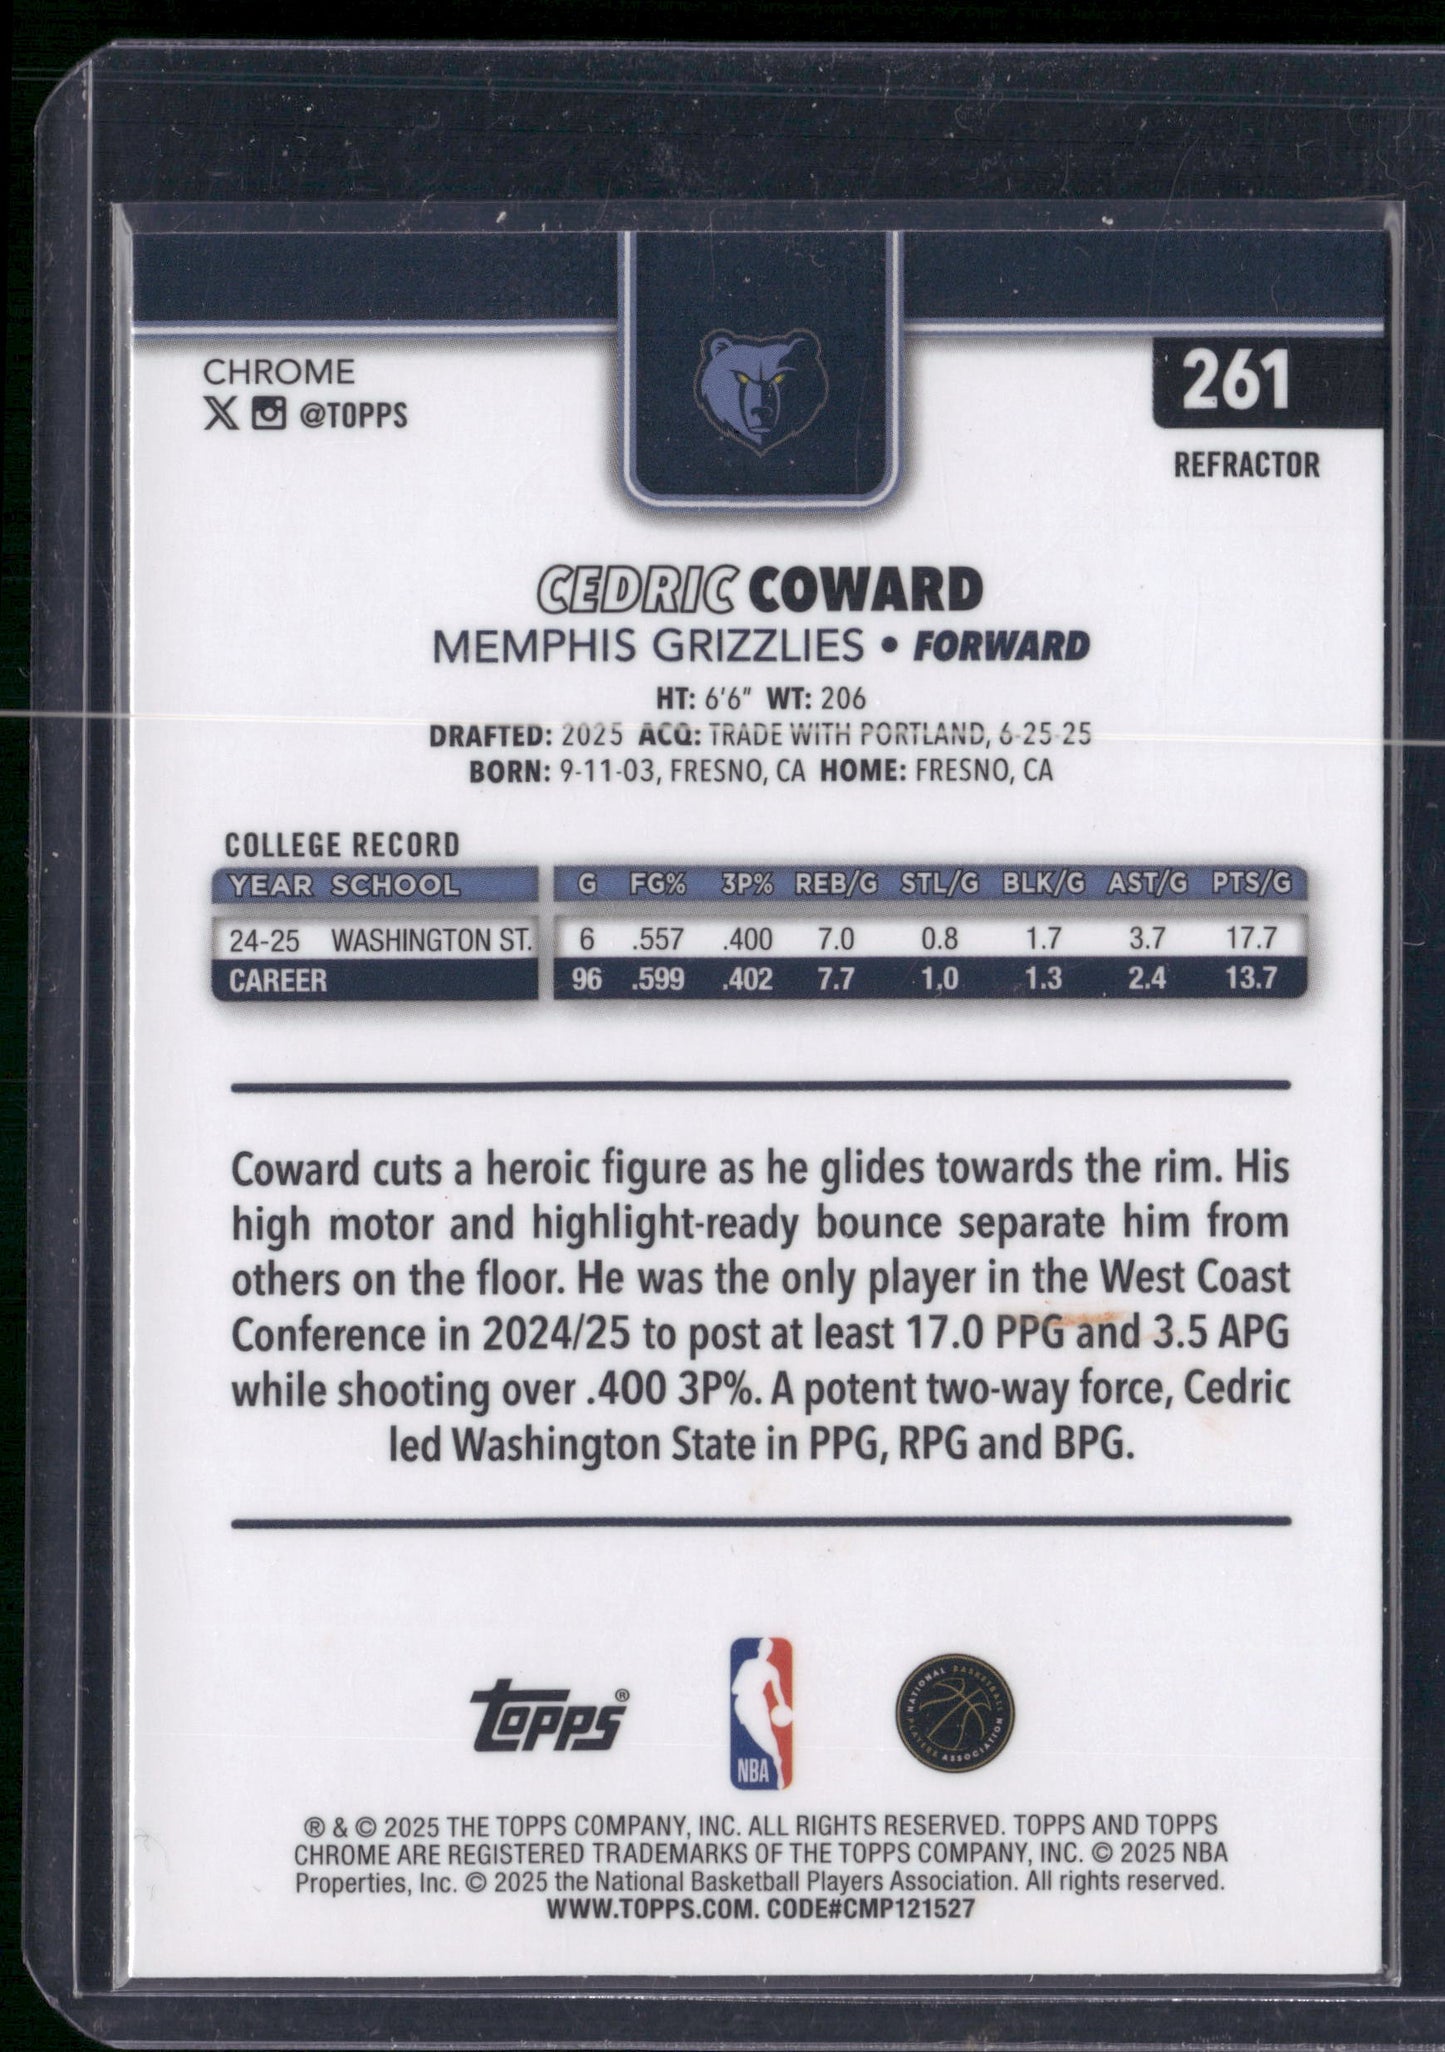 CHROME
261
X @TOPPS
REFRACTOR
CEDRIC COWARD
MEMPHIS GRIZZLIES • FORWARD
HT: 6'6" WT: 206
DRAFTED: 2025 ACQ: TRADE WITH PORTLAND, 6-25-25
BORN: 9-11-03, FRESNO, CA HOME: FRESNO, CA
COLLEGE RECORD
YEAR SCHOOL G FG% 3P% REB/G STL/G BLK/G AST/G PTS/G
24-25 WASHINGTON ST. 6 .557 .400 7.0 0.8 1.7 3.7 17.7
CAREER 96 .599 .402 7.7 1.0 1.3 2.4 13.7
Coward cuts a heroic figure as he glides towards the rim. His
high motor and highlight-ready bounce separate him from
others on the floor. He was the only player in the West Coast
Conference in 2024/25 to post at least 17.0 PPG and 3.5 APG
while shooting over .400 3P%. A potent two-way force, Cedric
led Washington State in PPG, RPG and BPG.
topps®
NBA
NATIONAL BASKETBALL PLAYERS ASSOCIATION
® & © 2025 THE TOPPS COMPANY, INC. ALL RIGHTS RESERVED. TOPPS AND TOPPS
CHROME ARE REGISTERED TRADEMARKS OF THE TOPPS COMPANY, INC. © 2025 NBA
Properties, Inc. © 2025 the National Basketball Players Association. All rights reserved.
WWW.TOPPS.COM. CODE#CMP121527